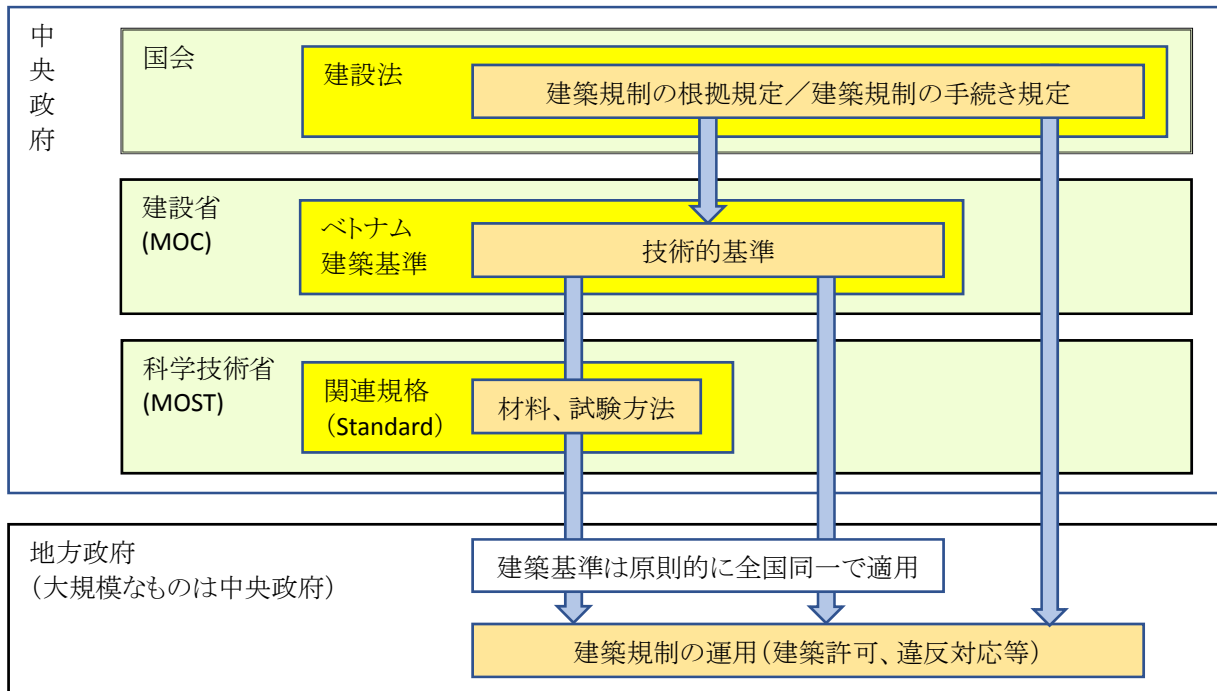 中央政府
国会
建設法
建築規制の根拠規定／建築規制の手続き規定
建設省
(MOC)
ベトナム
建築基準
技術的基準
科学技術省
(MOST)
関連規格
（Standard）
材料、試験方法
地方政府
（大規模なものは中央政府）
建築基準は原則的に全国同一で適用
建築規制の運用（建築許可、違反対応等）